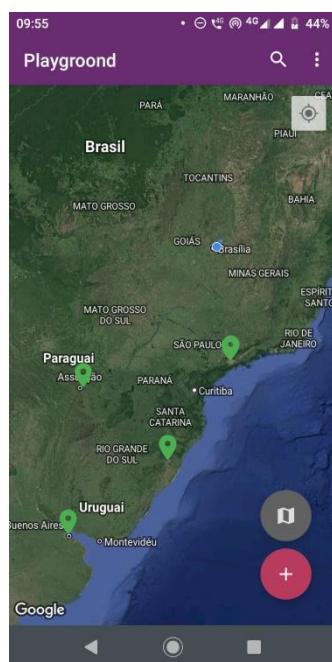 09:55
4G
4G
44%
Playgroond
MARANHÃO
PARÁ
PIAUÍ
Brasil
TOCANTINS
BAHIA
MATO GROSSO
GOIÁS
Brasília
MINAS GERAIS
MATO GROSSO
DO SUL
RIO DE
JANEIRO
SÃO PAULO
Paraguai
PARANÁ
Curitiba
SANTA
CATARINA
RIO GRANDE
DO SUL
Uruguai
Buenos Aires
Montevidéu
Google